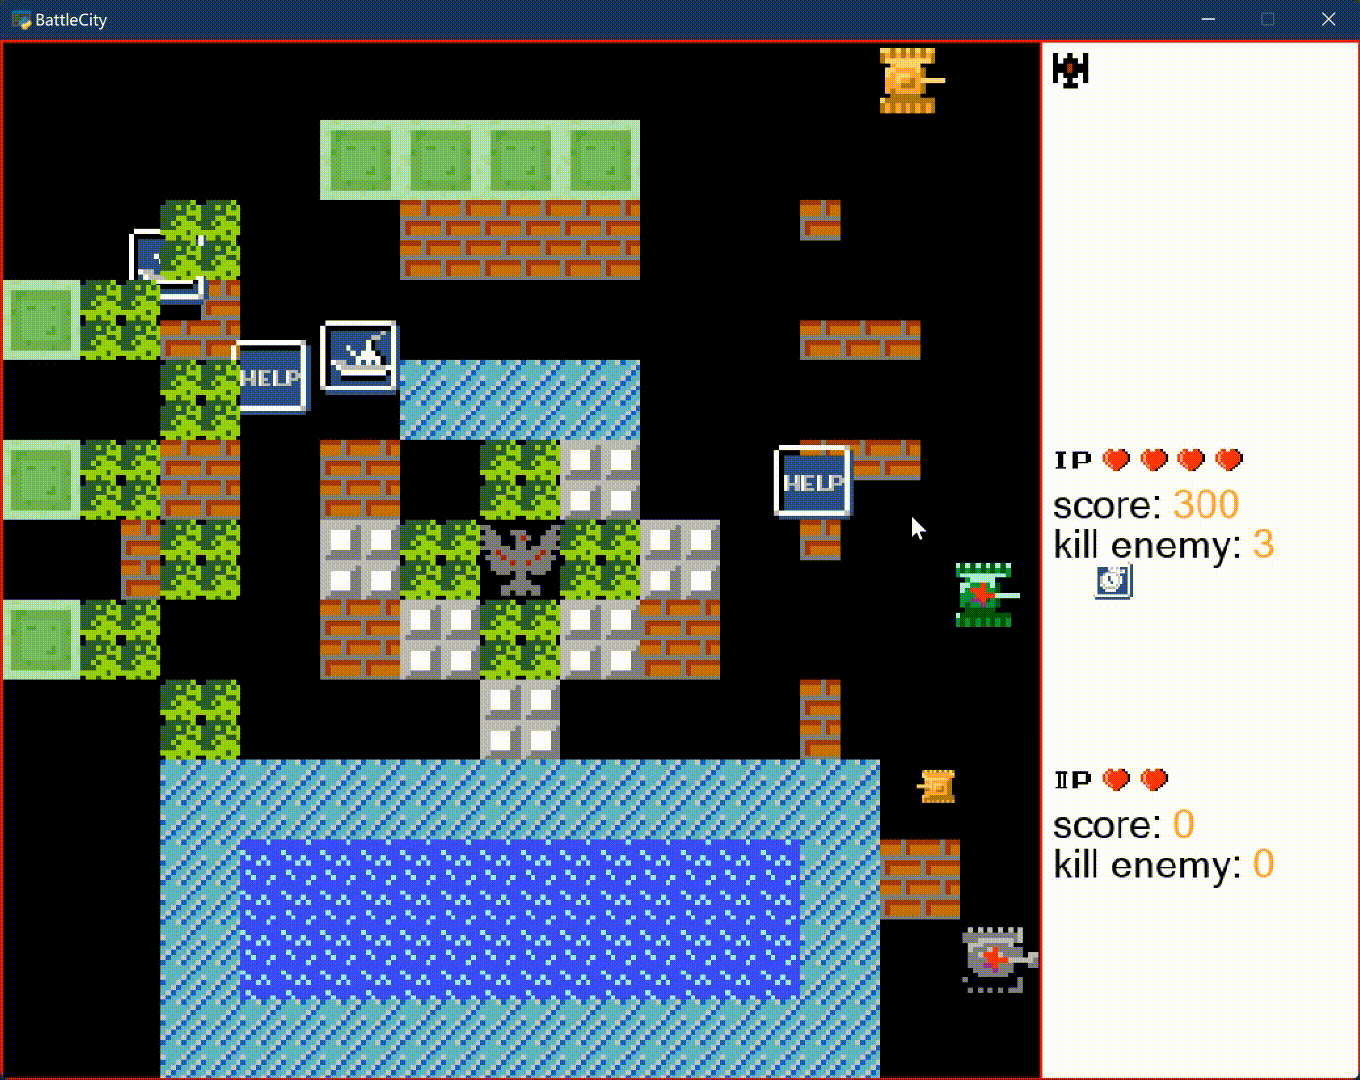 BattleCity
HELP
HELP
IP
score: 300
kill enemy: 3
IIP
score: 0
kill enemy: 0